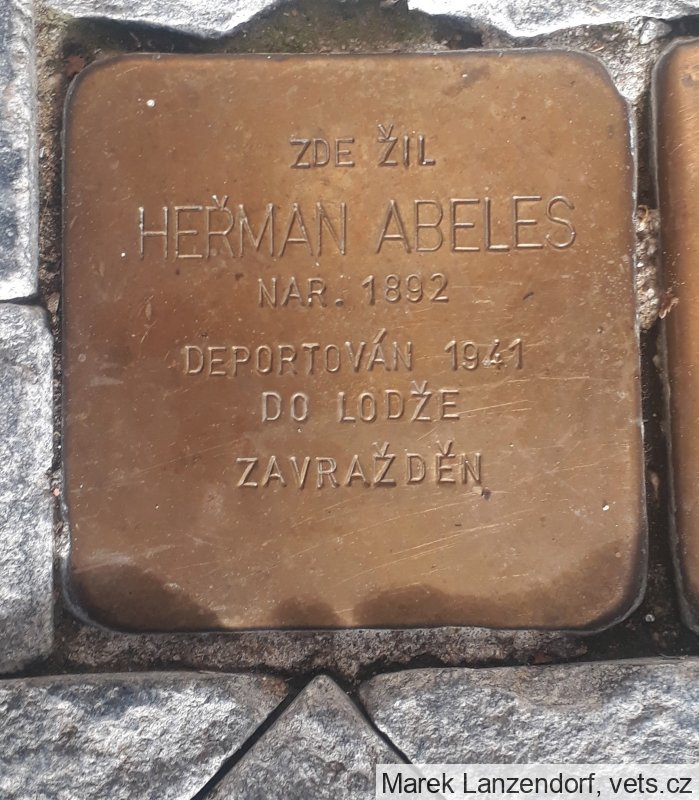 ZDE ŽIL
HEŘMAN ABELES
NAR. 1892
DEPORTOVÁN 1941
DO LODŽE
ZAVRAŽDĚN
Marek Lanzendorf, vets.cz